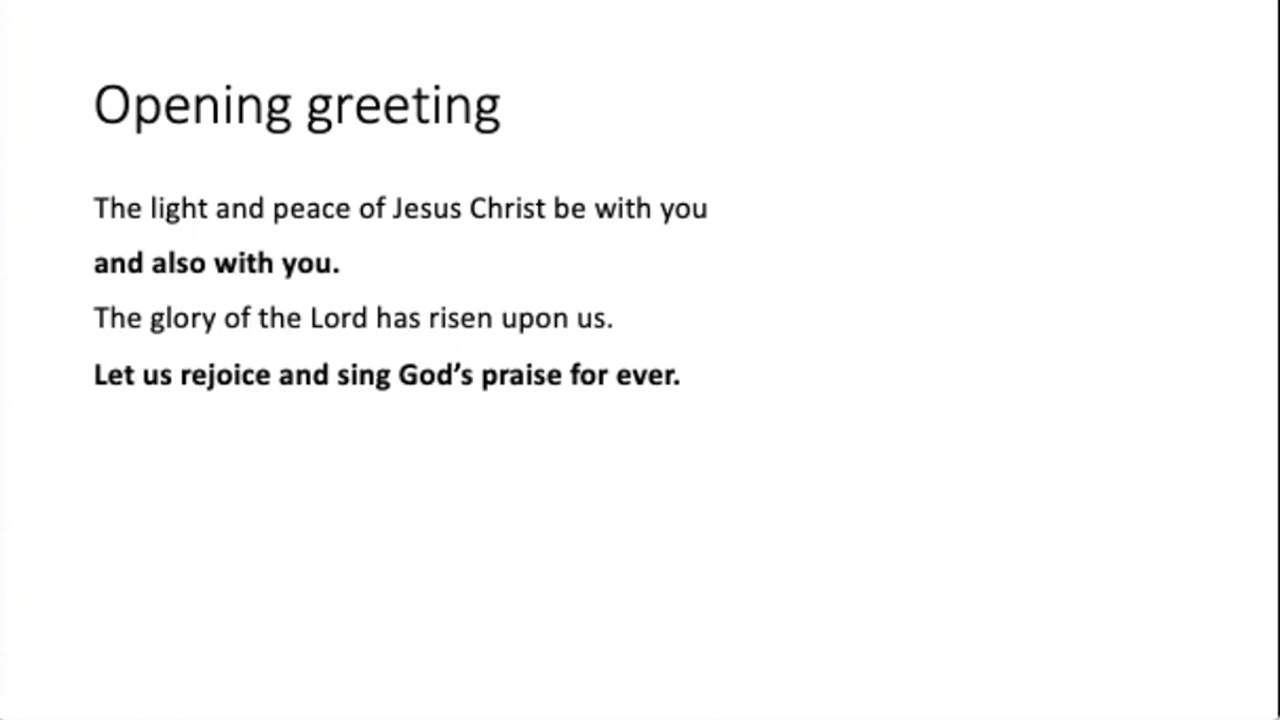 Opening greeting
The light and peace of Jesus Christ be with you
and also with you.
The glory of the Lord has risen upon us.
Let us rejoice and sing God’s praise for ever.